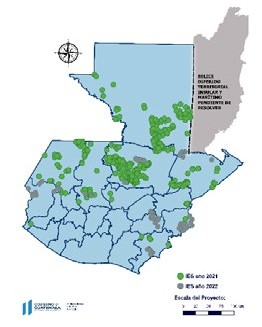 BELICE
DIFERENDO
TERRITORIAL
INSULAR Y
MARÍTIMO
PENDIENTE DE
RESOLVER
IES año 2021
IES año 2022
GOBIERNO de
GUATEMALA
Escala del Proyecto: